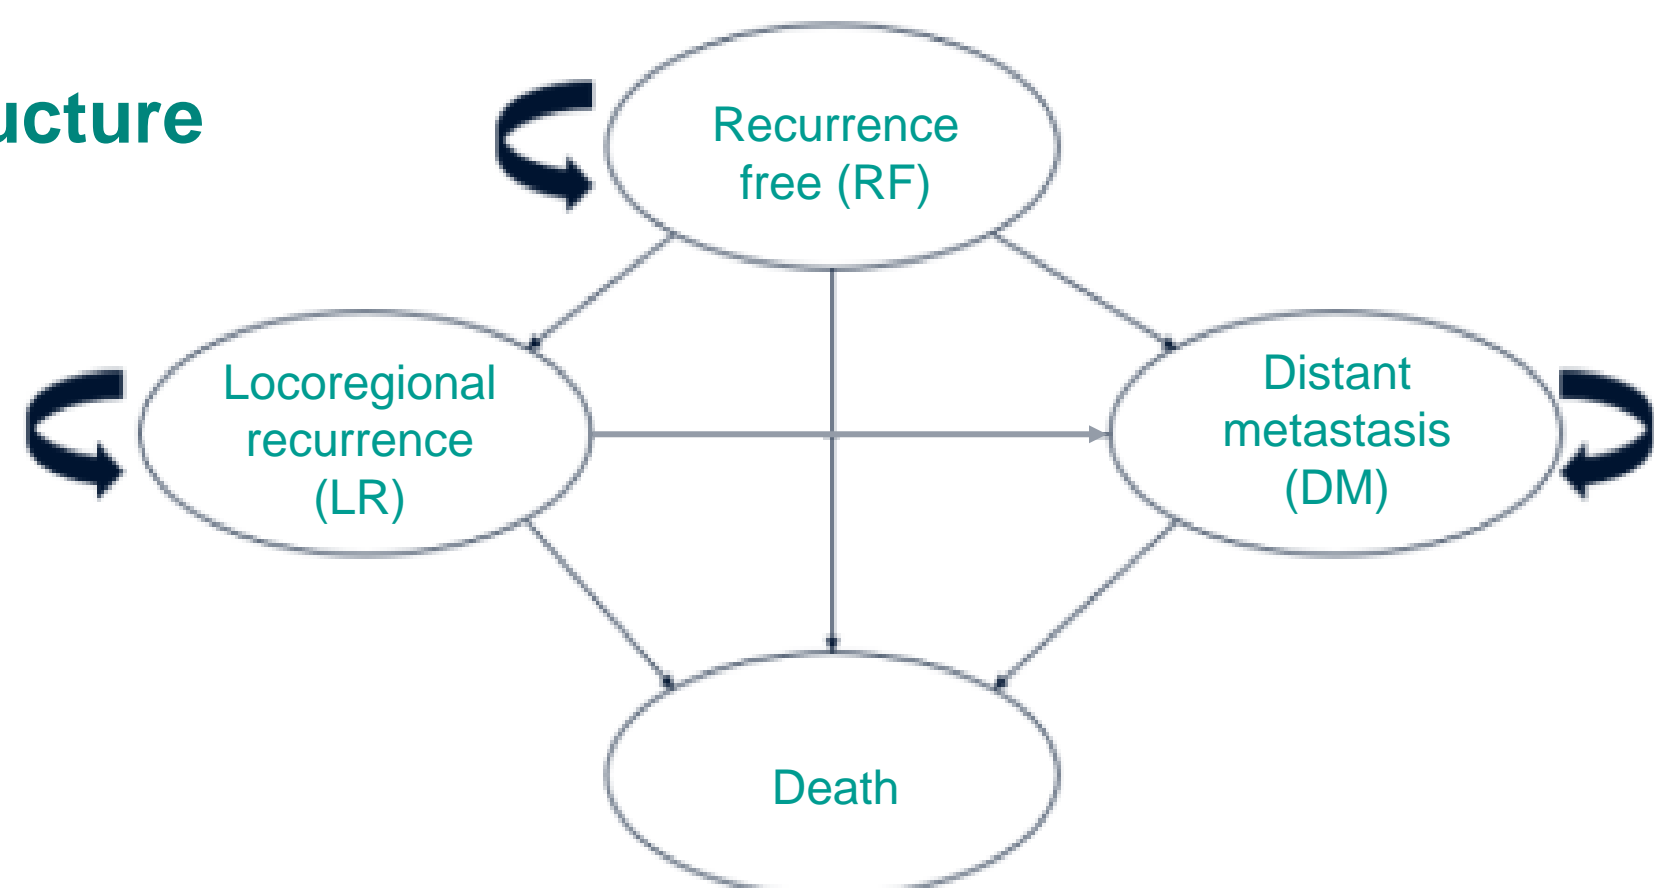 ucture
Recurrence
free (RF)
Locoregional
recurrence
(LR)
Distant
metastasis
(DM)
Death